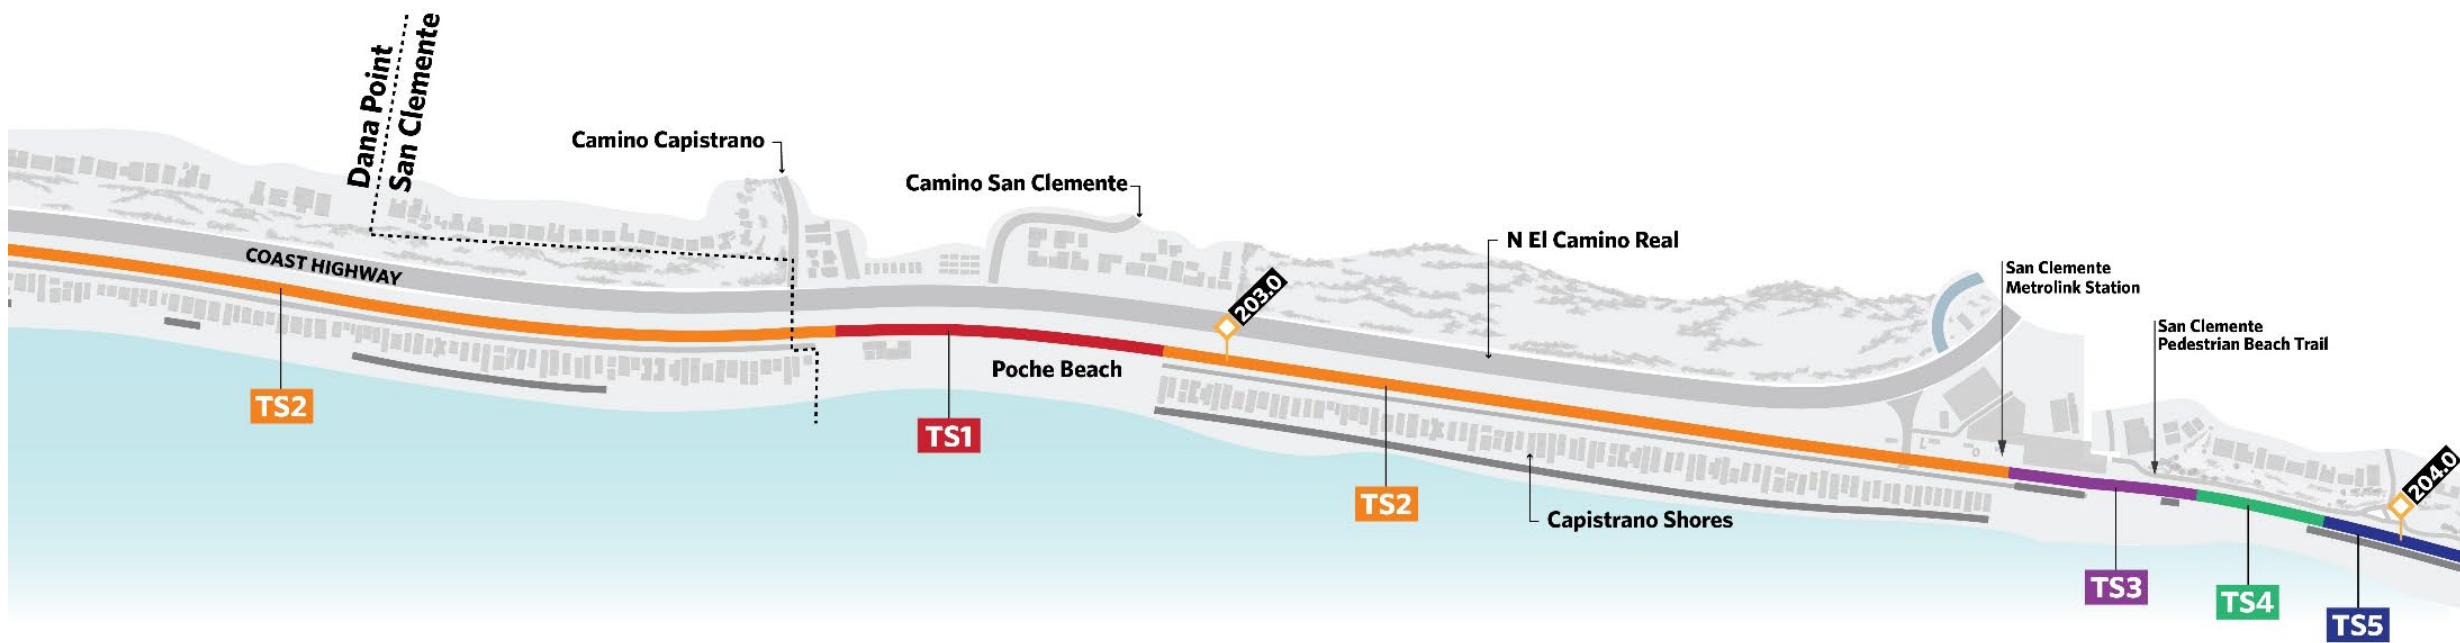 Dana Point
San Clemente
Camino Capistrano
Camino San Clemente
N El Camino Real
San Clemente
Metrolink Station
San Clemente
Pedestrian Beach Trail
COAST HIGHWAY
203.0
Poche Beach
TS2
TS1
TS2
Capistrano Shores
204.0
TS3
TS4
TS5